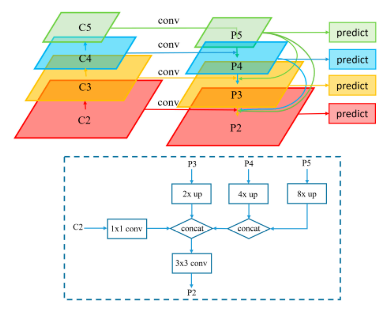 C5 conv P5 predict
C4 conv P4 predict
C3 conv P3 predict
C2 P2 predict
P3 P4 P5
2x up 4x up 8x up
C2 1x1 conv concat concat
3x3 conv
P2